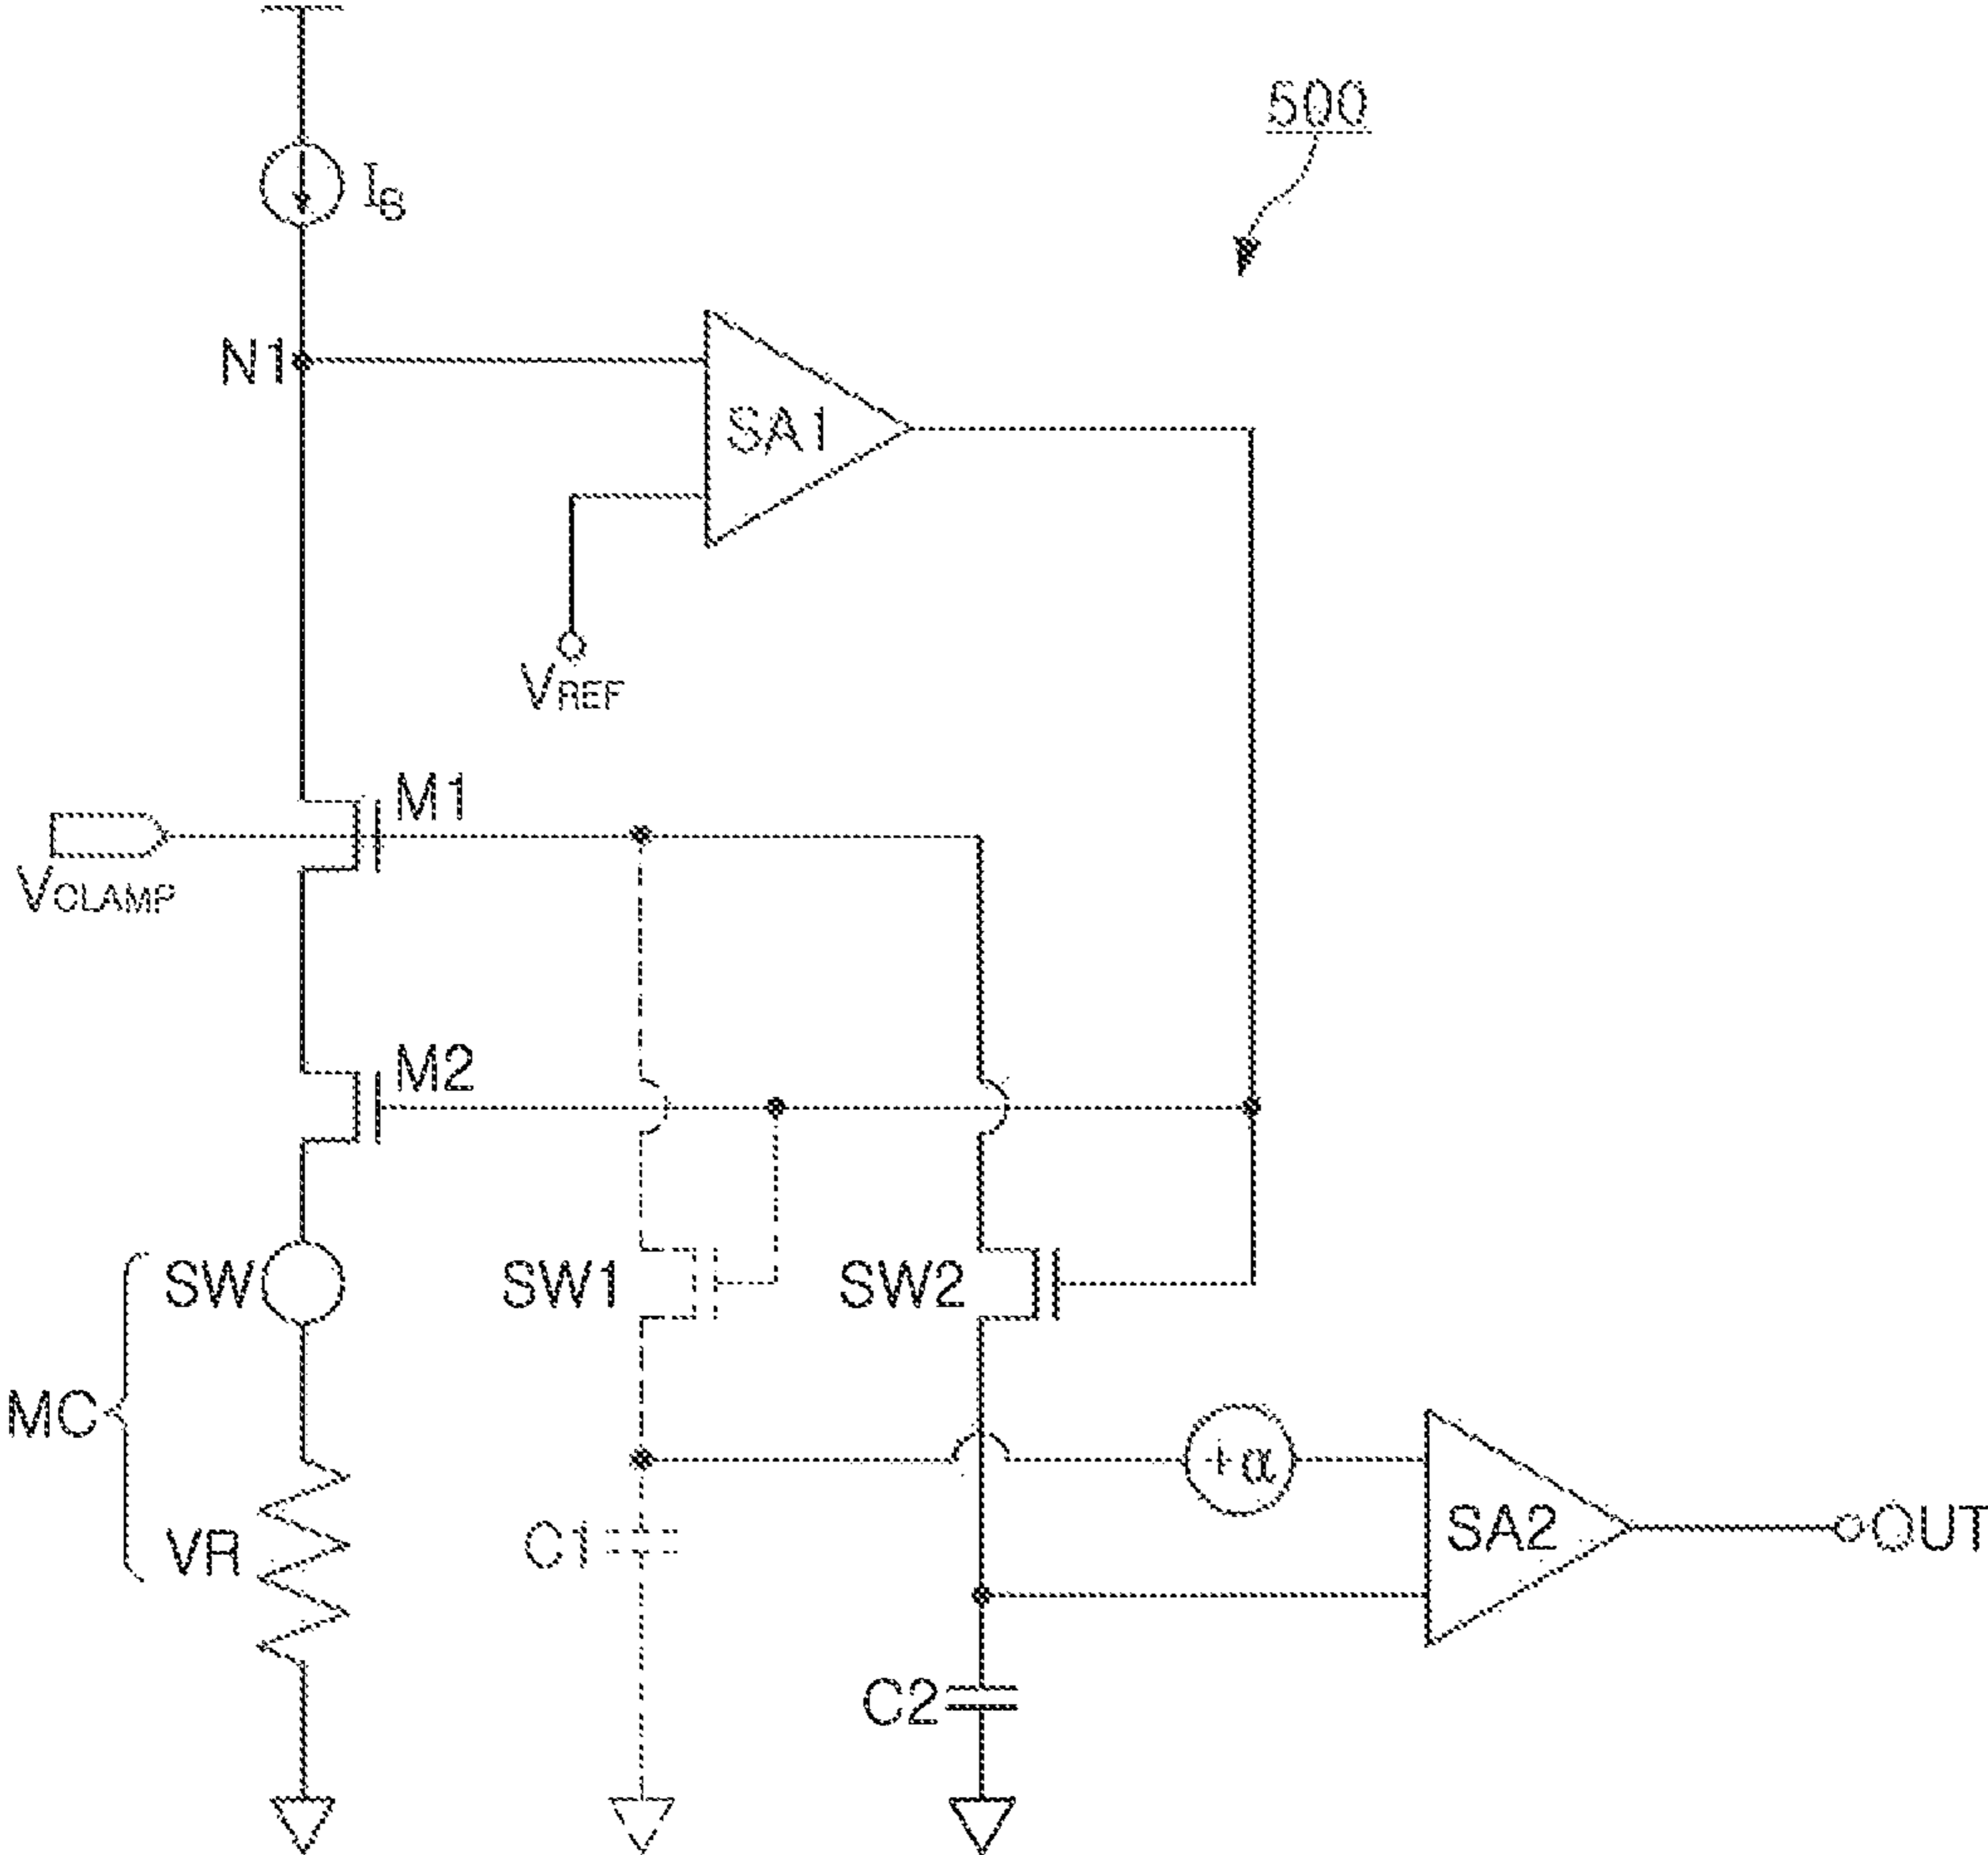 500
IS
N1
SA1
VREF
M1
VCLAMP
M2
SW
SW1
SW2
MC
+α
VR
C1
SA2
OUT
C2